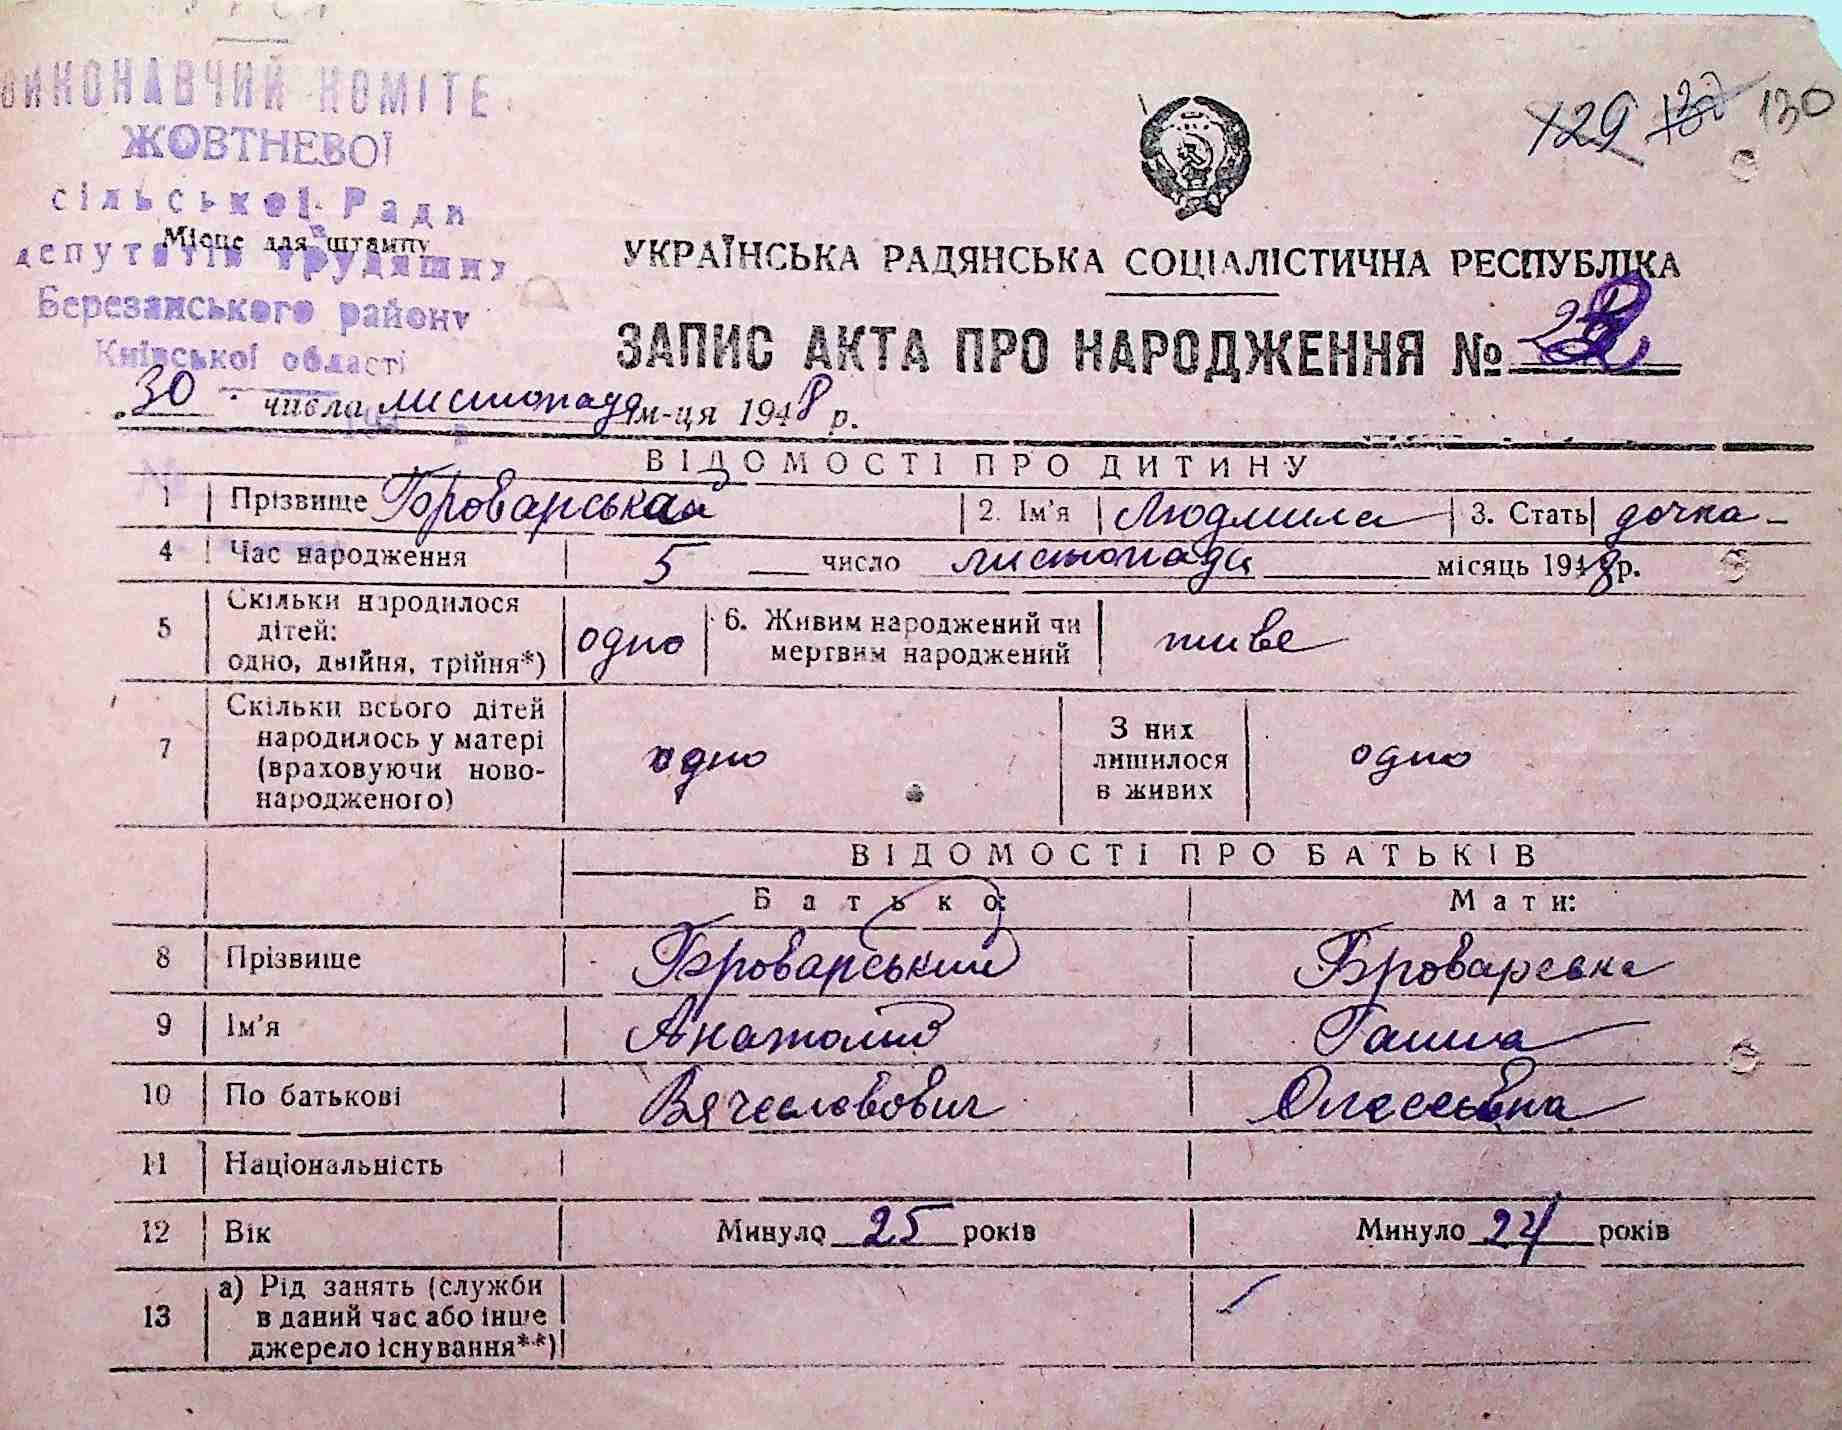 ВИКОНАВЧИЙ КОМІТЕ
ЖОВТНЕВОЇ
сільської Ради
депутатів трудящих
Березанського району
Київської області
Місце для штампу
129 130
УКРАЇНСЬКА РАДЯНСЬКА СОЦІАЛІСТИЧНА РЕСПУБЛІКА
ЗАПИС АКТА ПРО НАРОДЖЕННЯ №
30 числа листопада м-ця 1948 р.
ВІДОМОСТІ ПРО ДИТИНУ
1 Прізвище Броварська 2. Ім'я Людмила 3. Стать дочка
4 Час народження 5 число листопада місяць 1948 р.
5 Скільки народилося дітей: одно, двійня, трійня*) одно 6. Живим народжений чи мертвим народжений живе
7 Скільки всього дітей народилось у матері (враховуючи ново-народженого) одно З них лишилося в живих одно
ВІДОМОСТІ ПРО БАТЬКІВ
Батько: Мати:
8 Прізвище Броварський Броварська
9 Ім'я Анатолій Ганна
10 По батькові Вячеславович
11 Національність
12 Вік Минуло 25 років Минуло 24 років
13 а) Рід занять (служби в даний час або інше джерело існування**)